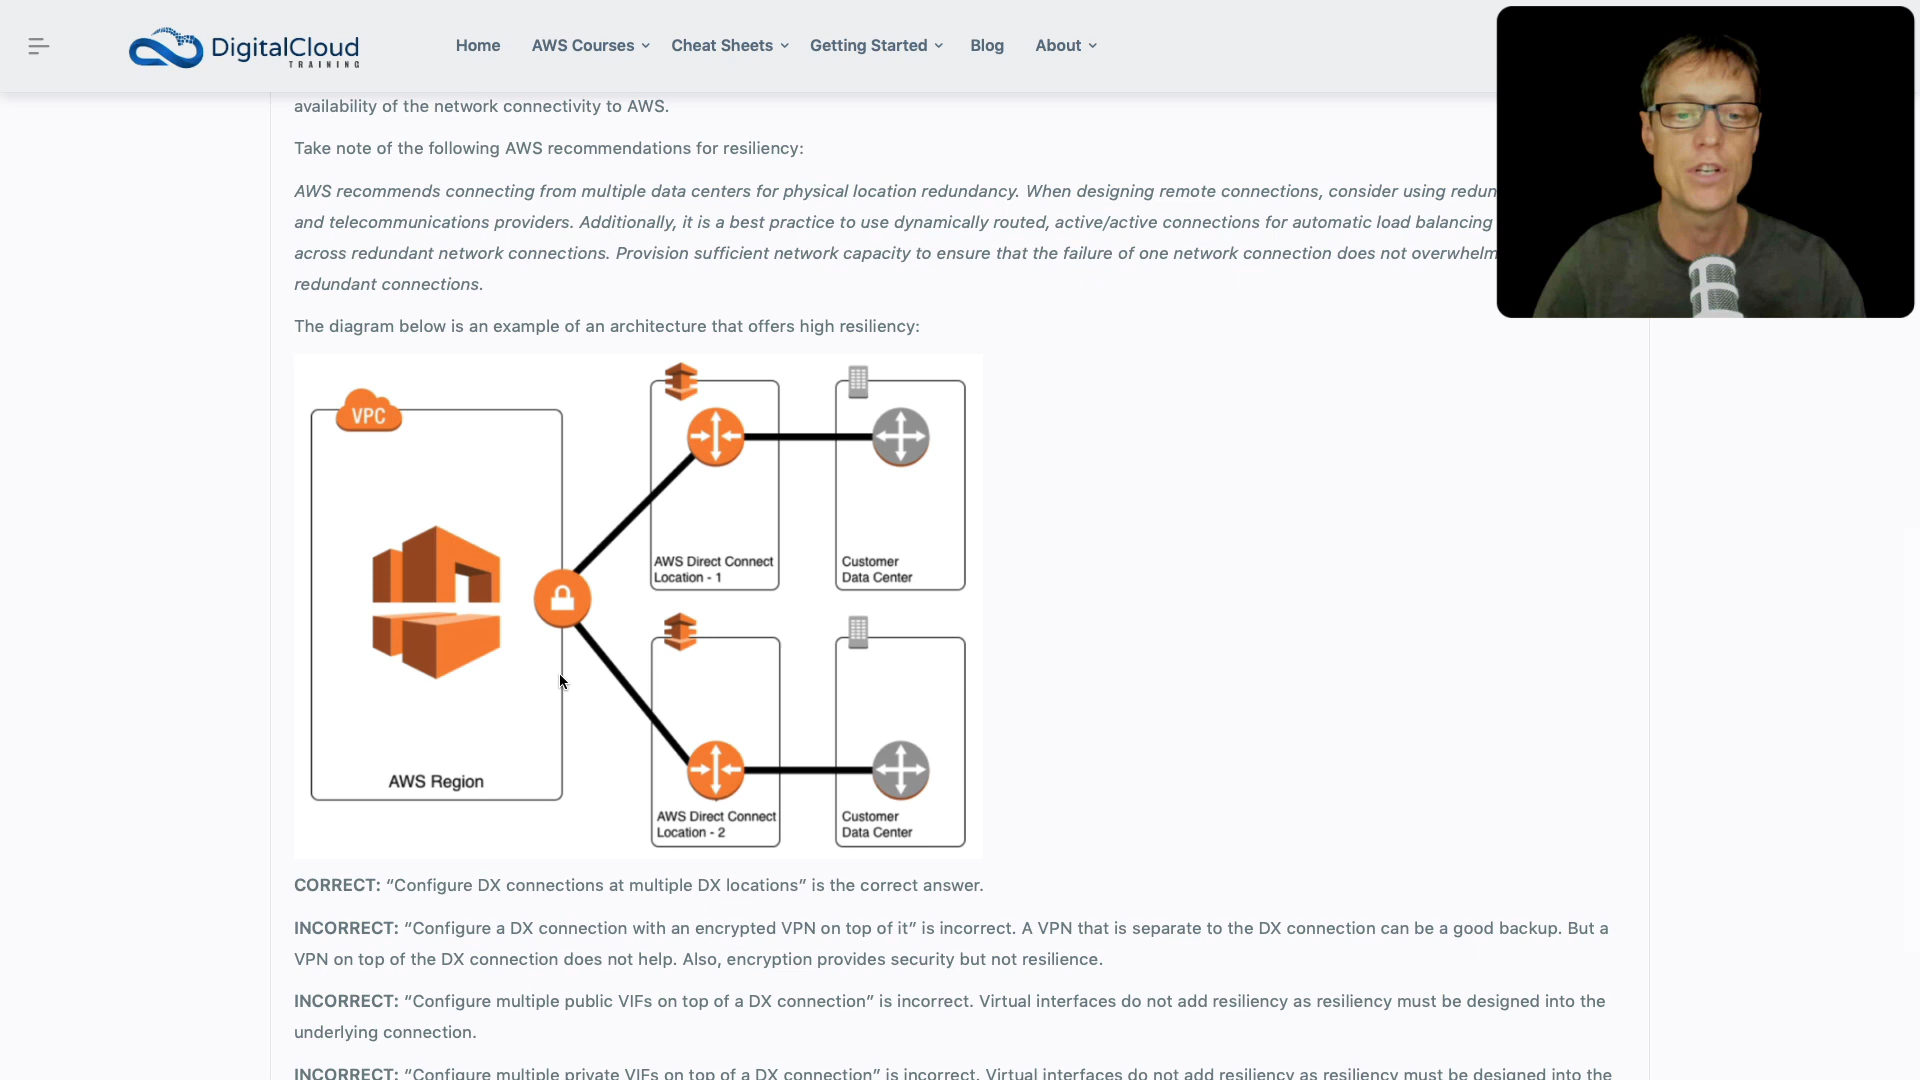 DigitalCloud
TRAINING
Home AWS Courses Cheat Sheets Getting Started Blog About
availability of the network connectivity to AWS.
Take note of the following AWS recommendations for resiliency:
AWS recommends connecting from multiple data centers for physical location redundancy. When designing remote connections, consider using redun
and telecommunications providers. Additionally, it is a best practice to use dynamically routed, active/active connections for automatic load balancing
across redundant network connections. Provision sufficient network capacity to ensure that the failure of one network connection does not overwhelm
redundant connections.
The diagram below is an example of an architecture that offers high resiliency:
VPC
AWS Direct Connect
Location - 1
Customer
Data Center
AWS Region
AWS Direct Connect
Location - 2
Customer
Data Center
CORRECT: “Configure DX connections at multiple DX locations” is the correct answer.
INCORRECT: “Configure a DX connection with an encrypted VPN on top of it” is incorrect. A VPN that is separate to the DX connection can be a good backup. But a
VPN on top of the DX connection does not help. Also, encryption provides security but not resilience.
INCORRECT: “Configure multiple public VIFs on top of a DX connection” is incorrect. Virtual interfaces do not add resiliency as resiliency must be designed into the
underlying connection.
INCORRECT: “Configure multiple private VIFs on top of a DX connection” is incorrect. Virtual interfaces do not add resiliency as resiliency must be designed into the